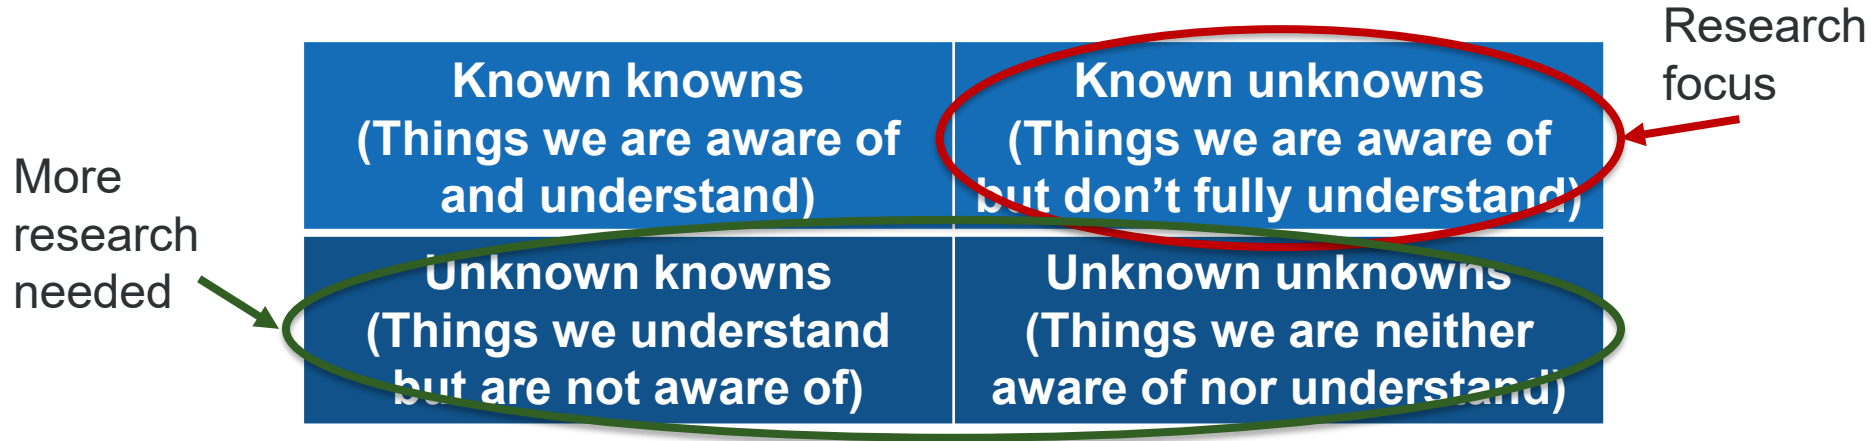 Research
focus
Known knowns
(Things we are aware of
and understand)
Known unknowns
(Things we are aware of
but don’t fully understand)
More
research
needed
Unknown knowns
(Things we understand
but are not aware of)
Unknown unknowns
(Things we are neither
aware of nor understand)